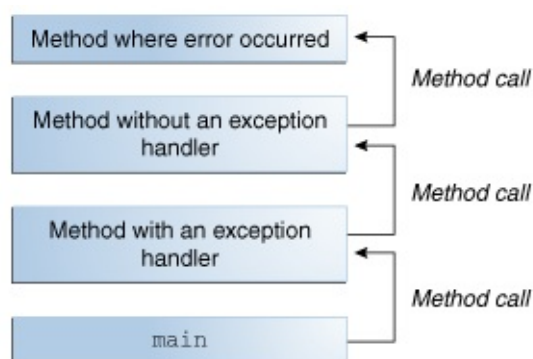 Method where error occurred
Method call
Method without an exception
handler
Method call
Method with an exception
handler
Method call
main